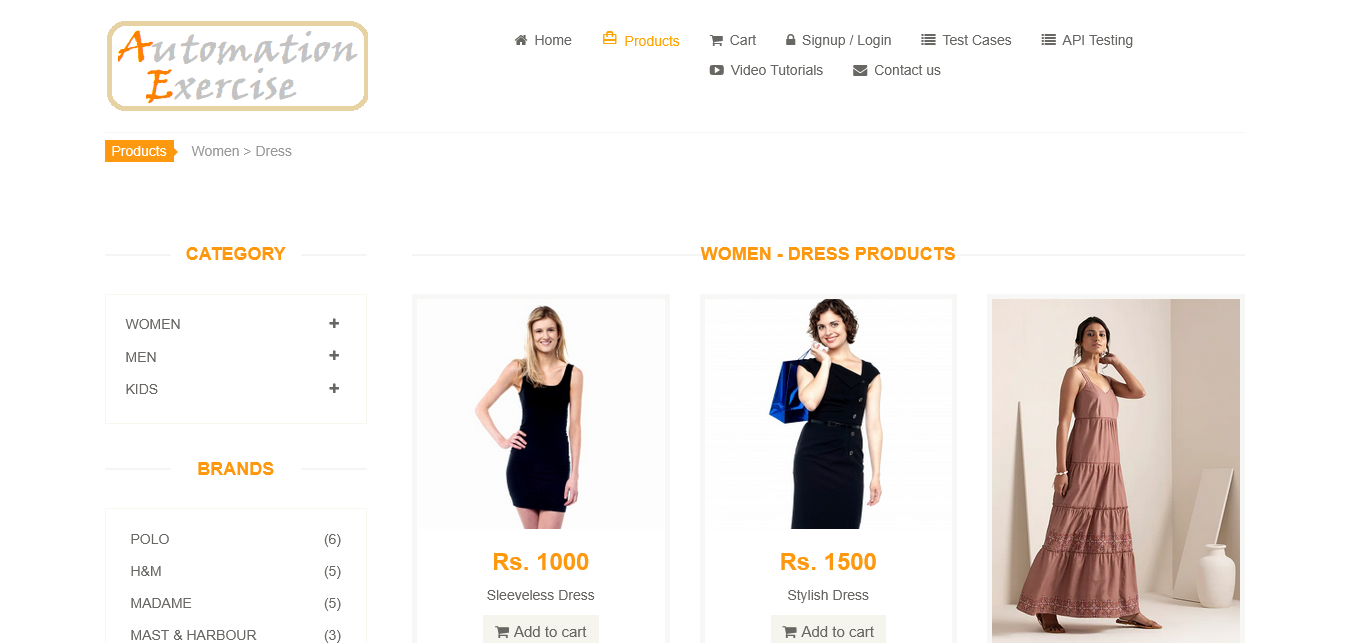 Automation
Exercise
Home
Products
Cart
Signup / Login
Test Cases
API Testing
Video Tutorials
Contact us
Products
Women > Dress
CATEGORY
WOMEN
MEN
KIDS
BRANDS
POLO (6)
H&M (5)
MADAME (5)
MAST & HARBOUR (3)
WOMEN - DRESS PRODUCTS
Rs. 1000
Sleeveless Dress
Add to cart
Rs. 1500
Stylish Dress
Add to cart